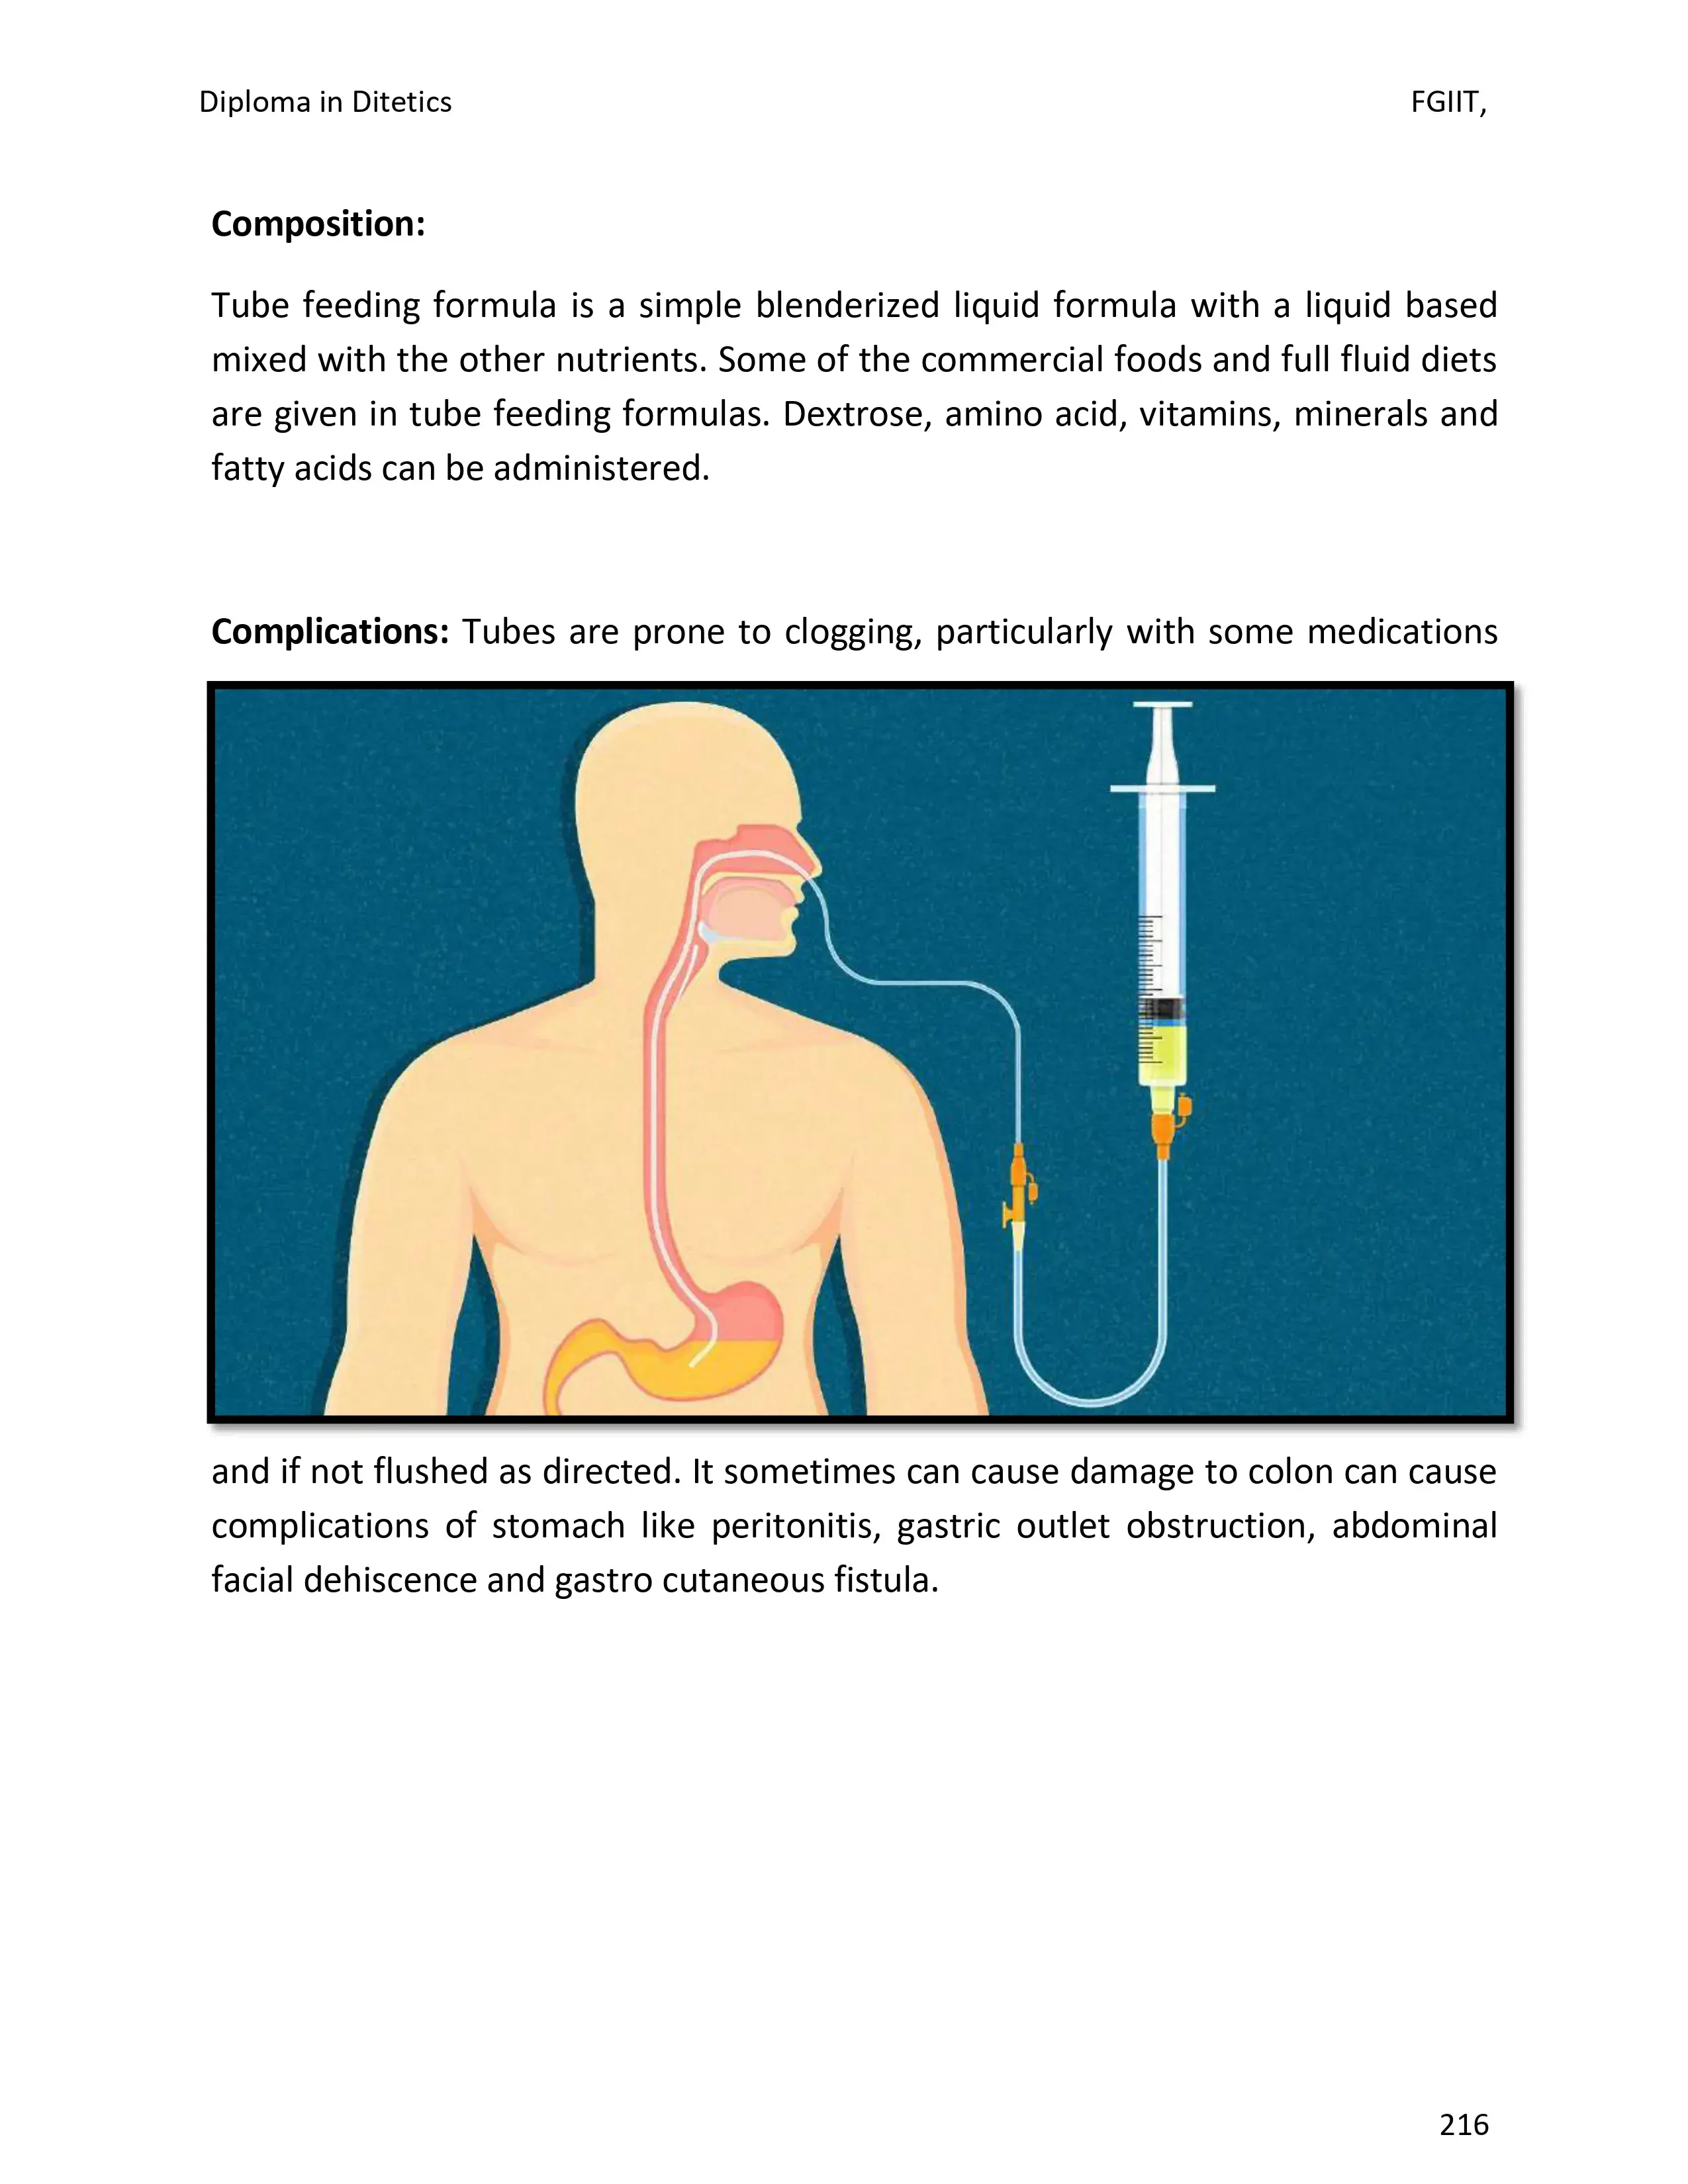 Diploma in Ditetics FGIIT,
Composition:
Tube feeding formula is a simple blenderized liquid formula with a liquid based
mixed with the other nutrients. Some of the commercial foods and full fluid diets
are given in tube feeding formulas. Dextrose, amino acid, vitamins, minerals and
fatty acids can be administered.
Complications: Tubes are prone to clogging, particularly with some medications
and if not flushed as directed. It sometimes can cause damage to colon can cause
complications of stomach like peritonitis, gastric outlet obstruction, abdominal
facial dehiscence and gastro cutaneous fistula.
216